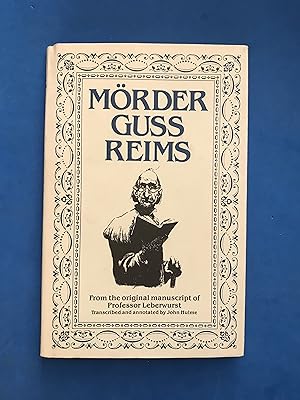 MÖRDER
GUSS
REIMS
From the original manuscript of
Professor Leberwurst
Transcribed and annotated by John Hulme